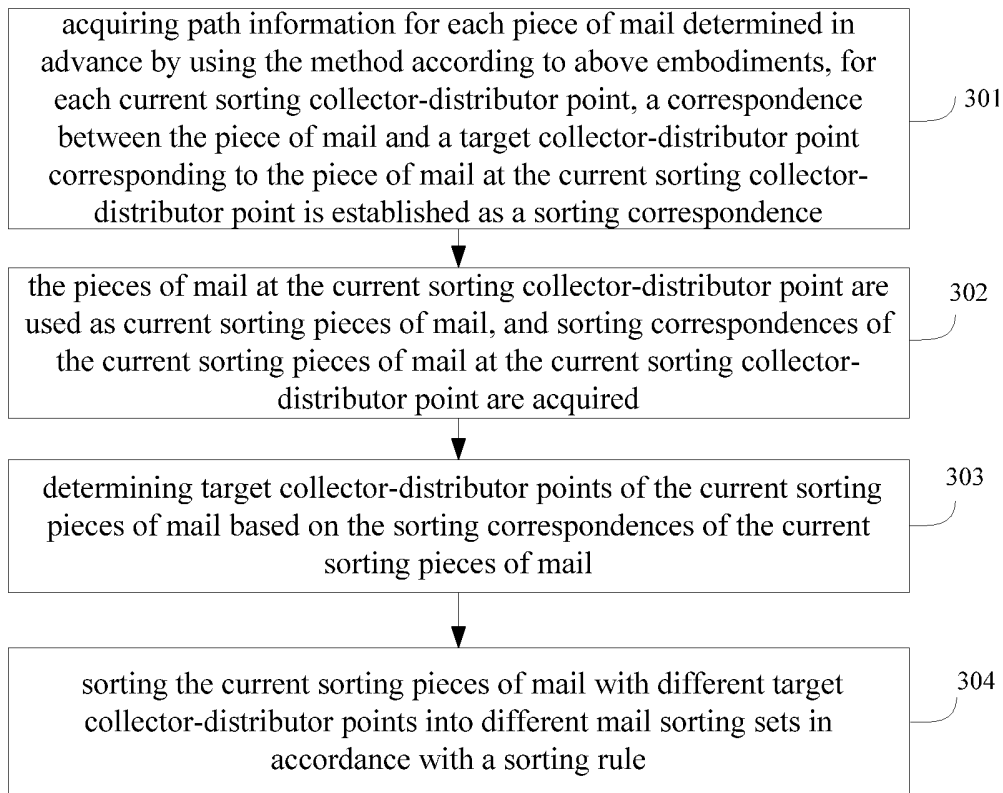 acquiring path information for each piece of mail determined in
advance by using the method according to above embodiments, for
each current sorting collector-distributor point, a correspondence
between the piece of mail and a target collector-distributor point
corresponding to the piece of mail at the current sorting collector-
distributor point is established as a sorting correspondence
301
the pieces of mail at the current sorting collector-distributor point are
used as current sorting pieces of mail, and sorting correspondences of
the current sorting pieces of mail at the current sorting collector-
distributor point are acquired
302
determining target collector-distributor points of the current sorting
pieces of mail based on the sorting correspondences of the current
sorting pieces of mail
303
sorting the current sorting pieces of mail with different target
collector-distributor points into different mail sorting sets in
accordance with a sorting rule
304